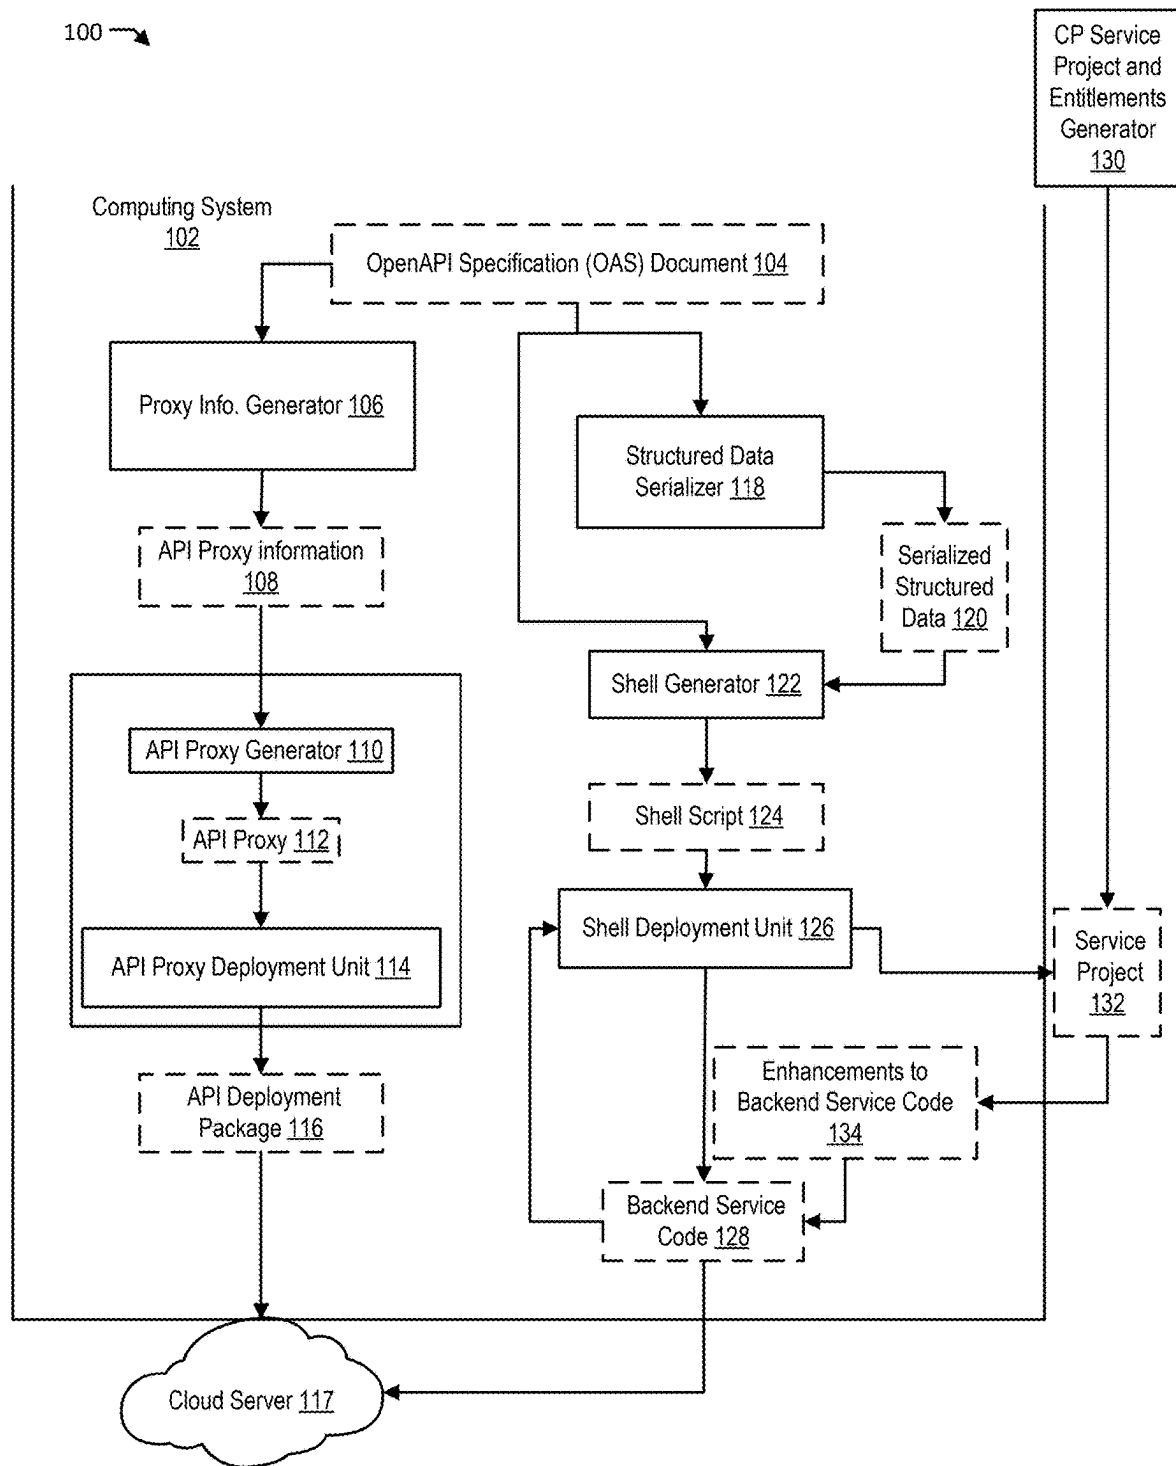 100
CP Service
Project and
Entitlements
Generator
130
Computing System
102
OpenAPI Specification (OAS) Document 104
Proxy Info. Generator 106
Structured Data
Serializer 118
API Proxy information
108
Serialized
Structured
Data 120
Shell Generator 122
API Proxy Generator 110
Shell Script 124
API Proxy 112
Shell Deployment Unit 126
API Proxy Deployment Unit 114
Service
Project
132
Enhancements to
Backend Service Code
134
API Deployment
Package 116
Backend Service
Code 128
Cloud Server 117